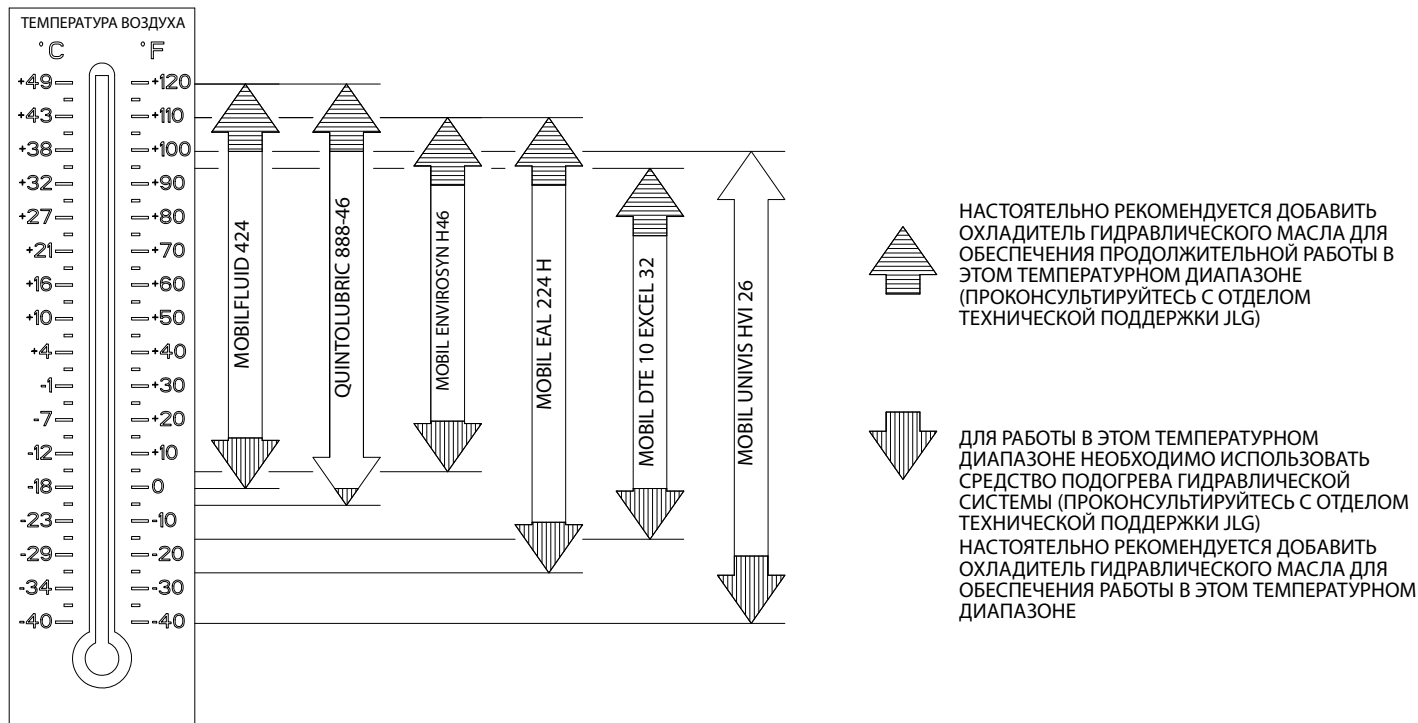 ТЕМПЕРАТУРА ВОЗДУХА
°C °F
+49 +120
+43 +110
+38 +100
+32 +90
+27 +80
+21 +70
+16 +60
+10 +50
+4 +40
-1 +30
-7 +20
-12 +10
-18 0
-23 -10
-29 -20
-34 -30
-40 -40
MOBILFLUID 424
QUINTOLUBRIC 888-46
MOBIL ENVIROSYN H46
MOBIL EAL 224 H
MOBIL DTE 10 EXCEL 32
MOBIL UNIVIS HVI 26
НАСТОЯТЕЛЬНО РЕКОМЕНДУЕТСЯ ДОБАВИТЬ
ОХЛАДИТЕЛЬ ГИДРАВЛИЧЕСКОГО МАСЛА ДЛЯ
ОБЕСПЕЧЕНИЯ ПРОДОЛЖИТЕЛЬНОЙ РАБОТЫ В
ЭТОМ ТЕМПЕРАТУРНОМ ДИАПАЗОНЕ
(ПРОКОНСУЛЬТИРУЙТЕСЬ С ОТДЕЛОМ
ТЕХНИЧЕСКОЙ ПОДДЕРЖКИ JLG)
ДЛЯ РАБОТЫ В ЭТОМ ТЕМПЕРАТУРНОМ
ДИАПАЗОНЕ НЕОБХОДИМО ИСПОЛЬЗОВАТЬ
СРЕДСТВО ПОДОГРЕВА ГИДРАВЛИЧЕСКОЙ
СИСТЕМЫ (ПРОКОНСУЛЬТИРУЙТЕСЬ С ОТДЕЛОМ
ТЕХНИЧЕСКОЙ ПОДДЕРЖКИ JLG)
НАСТОЯТЕЛЬНО РЕКОМЕНДУЕТСЯ ДОБАВИТЬ
ОХЛАДИТЕЛЬ ГИДРАВЛИЧЕСКОГО МАСЛА ДЛЯ
ОБЕСПЕЧЕНИЯ РАБОТЫ В ЭТОМ ТЕМПЕРАТУРНОМ
ДИАПАЗОНЕ